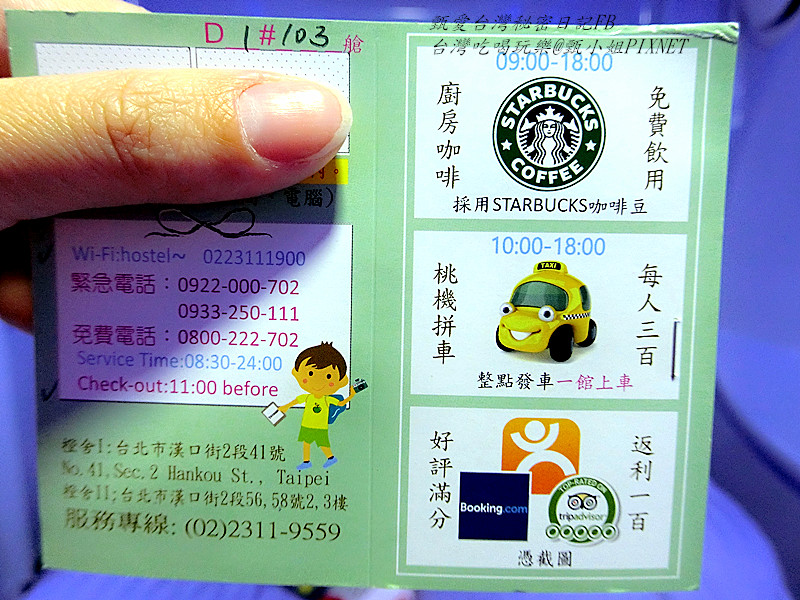 甄愛台灣秘密日記FB
台灣吃喝玩樂@甄小姐PIXNET
D 1#103 艙
電腦)
Wi-Fi:hostel~ 0223111900
緊急電話：0922-000-702
0933-250-111
免費電話：0800-222-702
Service Time:08:30-24:00
Check-out:11:00 before
橙舍I:台北市漢口街2段41號
No.41,Sec.2 Hankou St., Taipei
橙舍II:台北市漢口街2段56,58號2,3樓
服務專線: (02)2311-9559
09:00-18:00
廚房咖啡
STARBUCKS
COFFEE
免費飲用
採用STARBUCKS咖啡豆
10:00-18:00
桃機拼車
TAXI
每人三百
整點發車一館上車
好評滿分
Booking.com
TOP-RATED ON
tripadvisor
返利一百
憑截圖